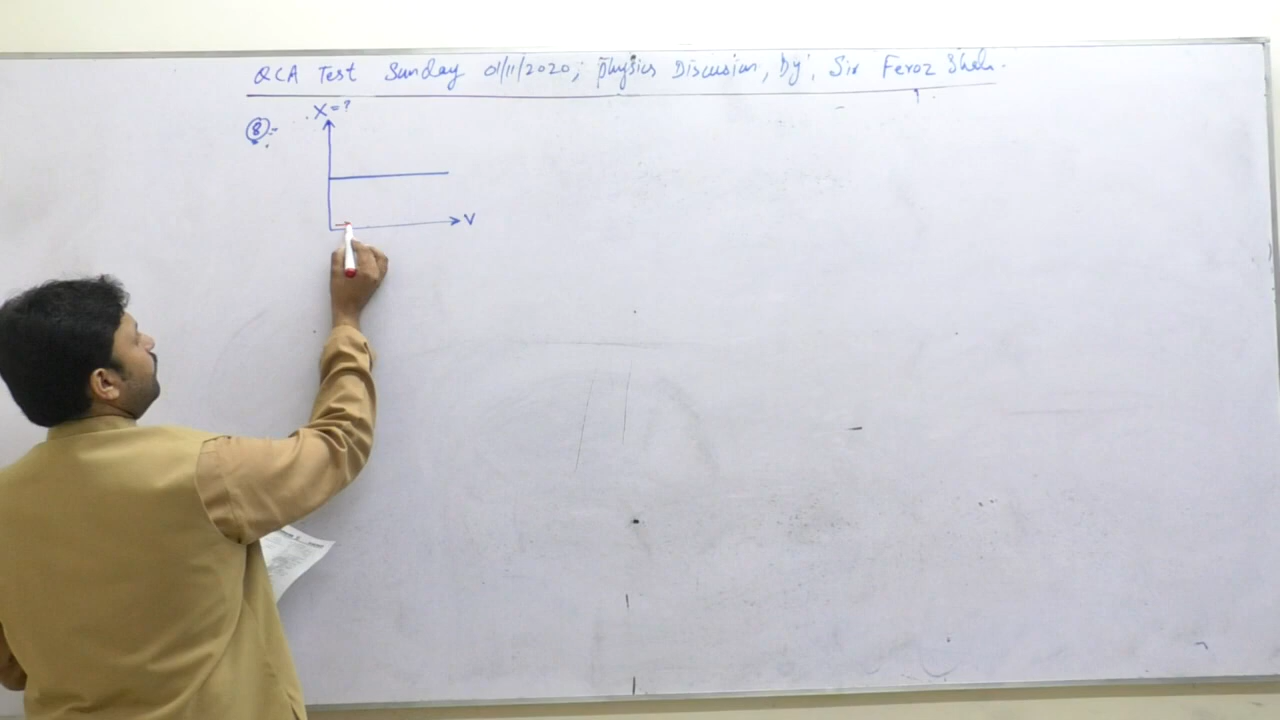 QCA Test Sunday 01/11/2020; Physics Discussion, by, Sir Feroz Shah.
X = ?
8:-
V